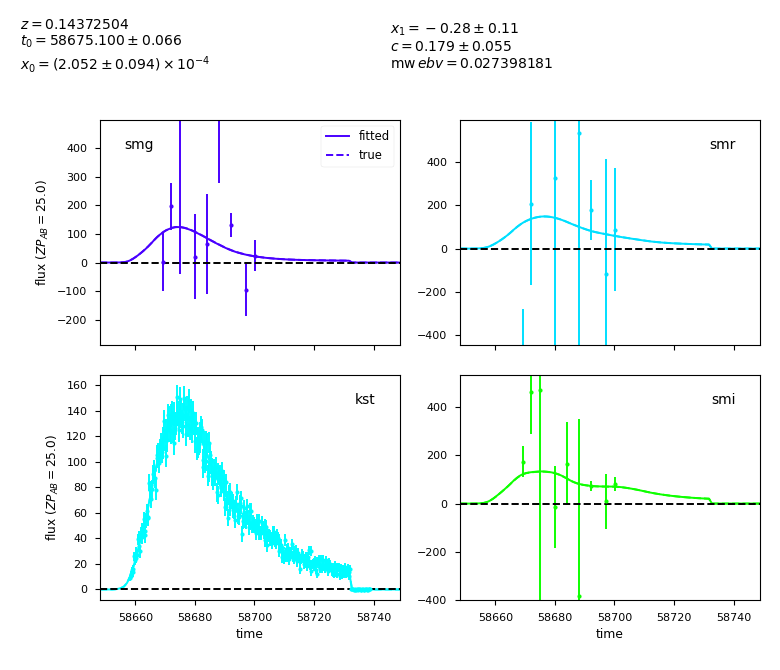 z = 0.14372504
t₀ = 58675.100 ± 0.066
x₀ = (2.052 ± 0.094) × 10⁻⁴
x₁ = −0.28 ± 0.11
c = 0.179 ± 0.055
mw ebv = 0.027398181
smg
fitted
true
400
300
200
100
0
−100
−200
flux (ZP_AB = 25.0)
smr
400
200
0
−200
−400
kst
160
140
120
100
80
60
40
20
0
flux (ZP_AB = 25.0)
58660 58680 58700 58720 58740
time
smi
400
200
0
−200
−400
58660 58680 58700 58720 58740
time